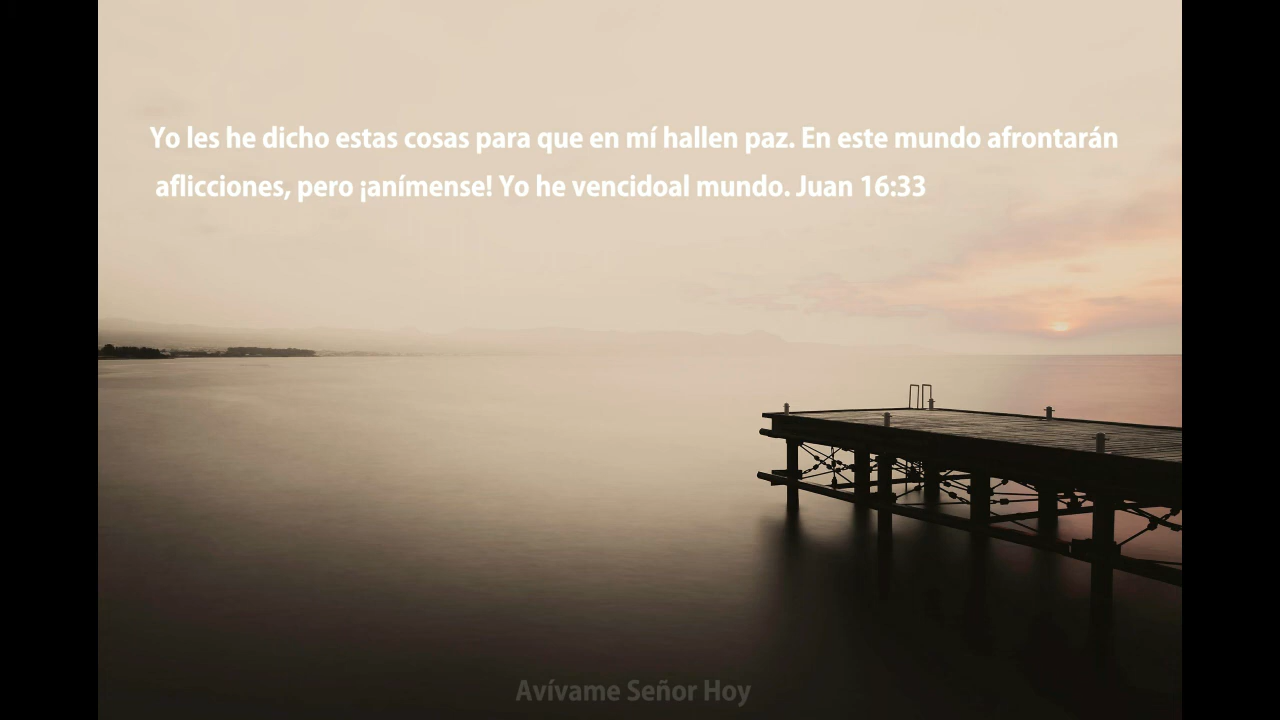 Yo les he dicho estas cosas para que en mí hallen paz. En este mundo afrontarán
aflicciones, pero ¡anímense! Yo he vencidoal mundo. Juan 16:33
Avívame Señor Hoy